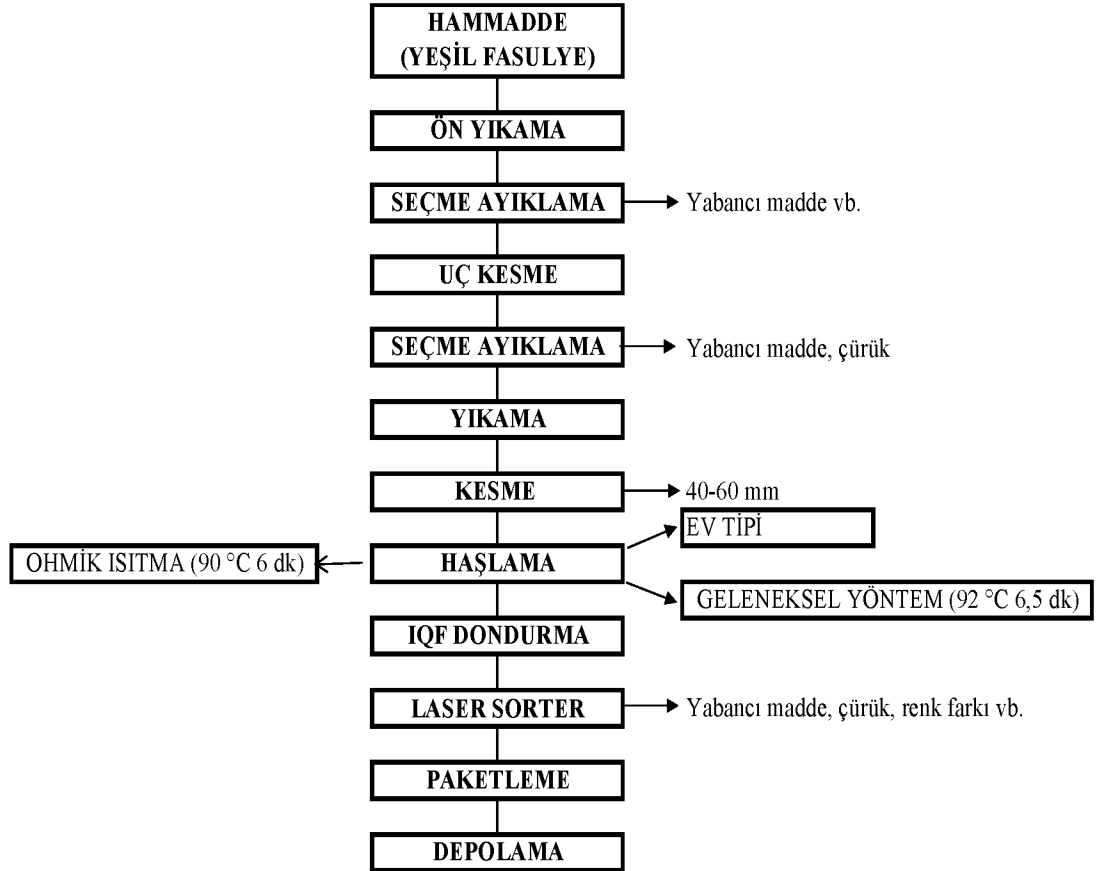 HAMMADDE
(YEŞİL FASULYE)
ÖN YIKAMA
SEÇME AYIKLAMA
Yabancı madde vb.
UÇ KESME
SEÇME AYIKLAMA
Yabancı madde, çürük
YIKAMA
KESME
40-60 mm
EV TİPİ
OHMİK ISITMA (90 °C 6 dk)
HAŞLAMA
GELENEKSEL YÖNTEM (92 °C 6,5 dk)
IQF DONDURMA
LASER SORTER
Yabancı madde, çürük, renk farkı vb.
PAKETLEME
DEPOLAMA